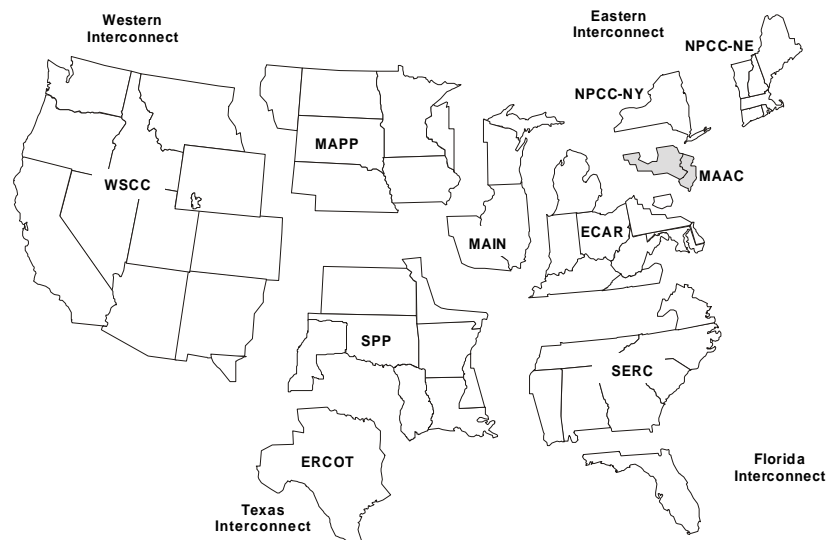 Western
Interconnect
Eastern
Interconnect
NPCC-NE
NPCC-NY
MAPP
WSCC
MAAC
MAIN
ECAR
SPP
SERC
ERCOT
Florida
Interconnect
Texas
Interconnect